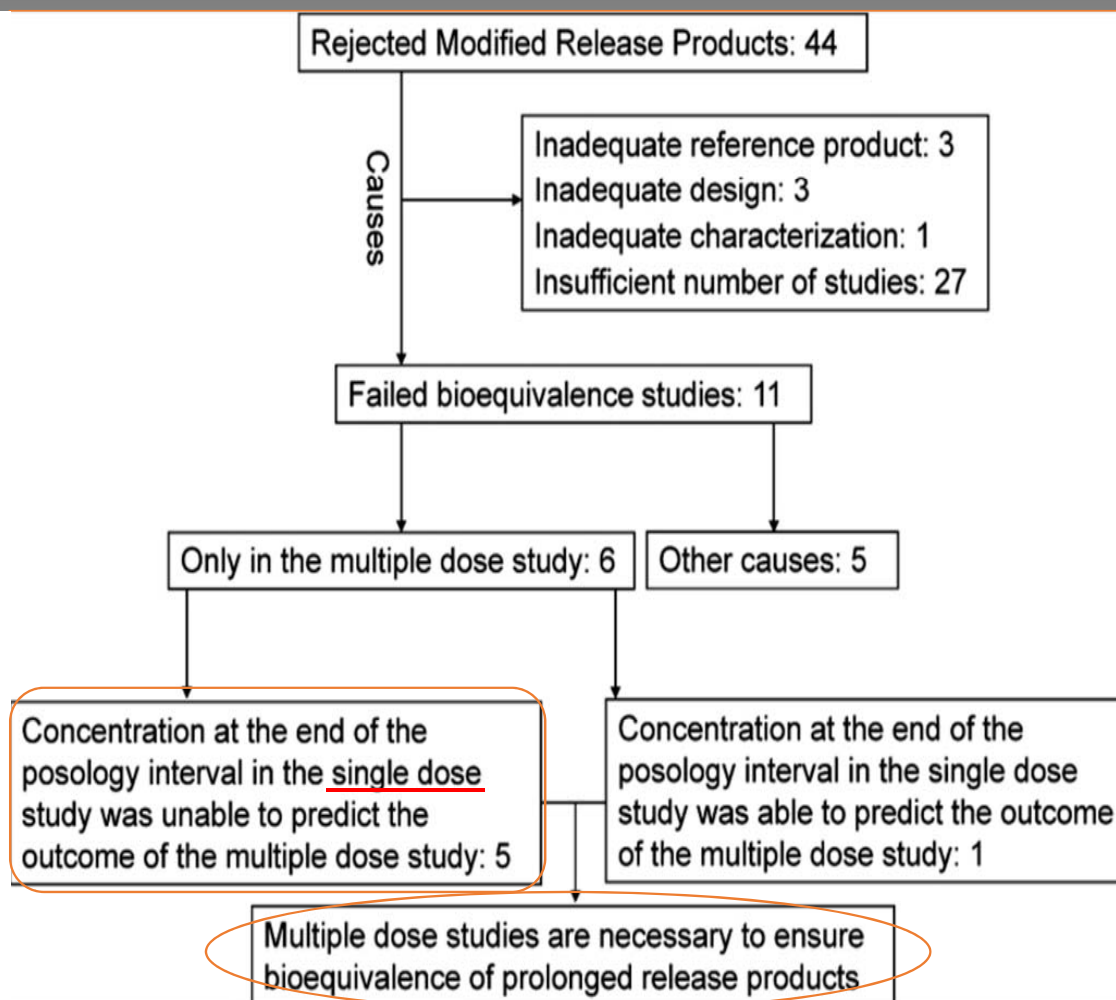 Rejected Modified Release Products: 44
Causes
Inadequate reference product: 3
Inadequate design: 3
Inadequate characterization: 1
Insufficient number of studies: 27
Failed bioequivalence studies: 11
Only in the multiple dose study: 6
Other causes: 5
Concentration at the end of the
posology interval in the single dose
study was unable to predict the
outcome of the multiple dose study: 5
Concentration at the end of the
posology interval in the single dose
study was able to predict the outcome
of the multiple dose study: 1
Multiple dose studies are necessary to ensure
bioequivalence of prolonged release products